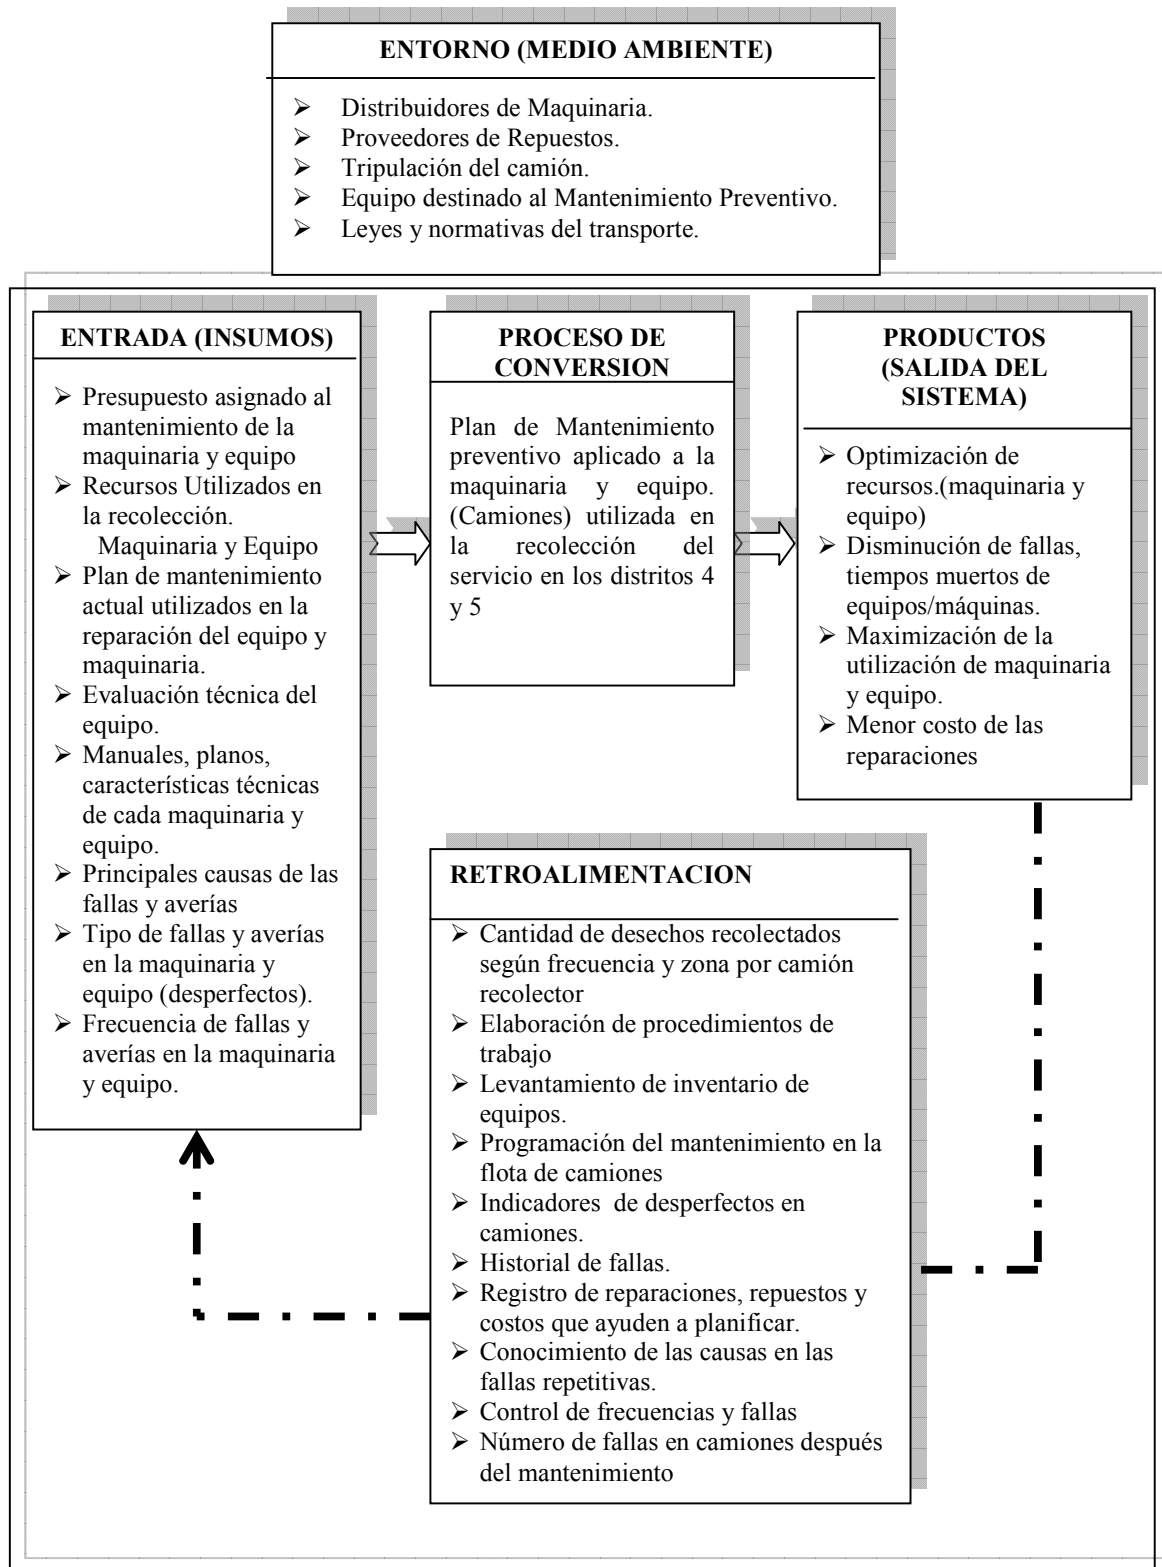 ENTORNO (MEDIO AMBIENTE)
➢ Distribuidores de Maquinaria.
➢ Proveedores de Repuestos.
➢ Tripulación del camión.
➢ Equipo destinado al Mantenimiento Preventivo.
➢ Leyes y normativas del transporte.
ENTRADA (INSUMOS)
➢ Presupuesto asignado al
mantenimiento de la
maquinaria y equipo
➢ Recursos Utilizados en
la recolección.
Maquinaria y Equipo
➢ Plan de mantenimiento
actual utilizados en la
reparación del equipo y
maquinaria.
➢ Evaluación técnica del
equipo.
➢ Manuales, planos,
característífcas técnicas
de cada maquinaria y
equipo.
➢ Principales causas de las
fallas y averías
➢ Tipo de fallas y averías
en la maquinaria y
equipo (desperfectos).
➢ Frecuencia de fallas y
averías en la maquinaria
y equipo.
PROCESO DE
CONVERSION
Plan de Mantenimiento
preventivo aplicado a la
maquinaria y equipo.
(Camiones) utilizada en
la recolección del
servicio en los distritos 4
y 5
PRODUCTOS
(SALIDA DEL
SISTEMA)
➢ Optimización de
recursos.(maquinaria y
equipo)
➢ Disminución de fallas,
tiempos muertos de
equipos/máquinas.
➢ Maximización de la
utilización de maquinaria
y equipo.
➢ Menor costo de las
reparaciones
RETROALIMENTACION
➢ Cantidad de desechos recolectados
según frecuencia y zona por camión
recolector
➢ Elaboración de procedimientos de
trabajo
➢ Levantamiento de inventario de
equipos.
➢ Programación del mantenimiento en la
flota de camiones
➢ Indicadores de desperfectos en
camiones.
➢ Historial de fallas.
➢ Registro de reparaciones, repuestos y
costos que ayuden a planificar.
➢ Conocimiento de las causas en las
fallas repetitivas.
➢ Control de frecuencias y fallas
➢ Número de fallas en camiones después
del mantenimiento